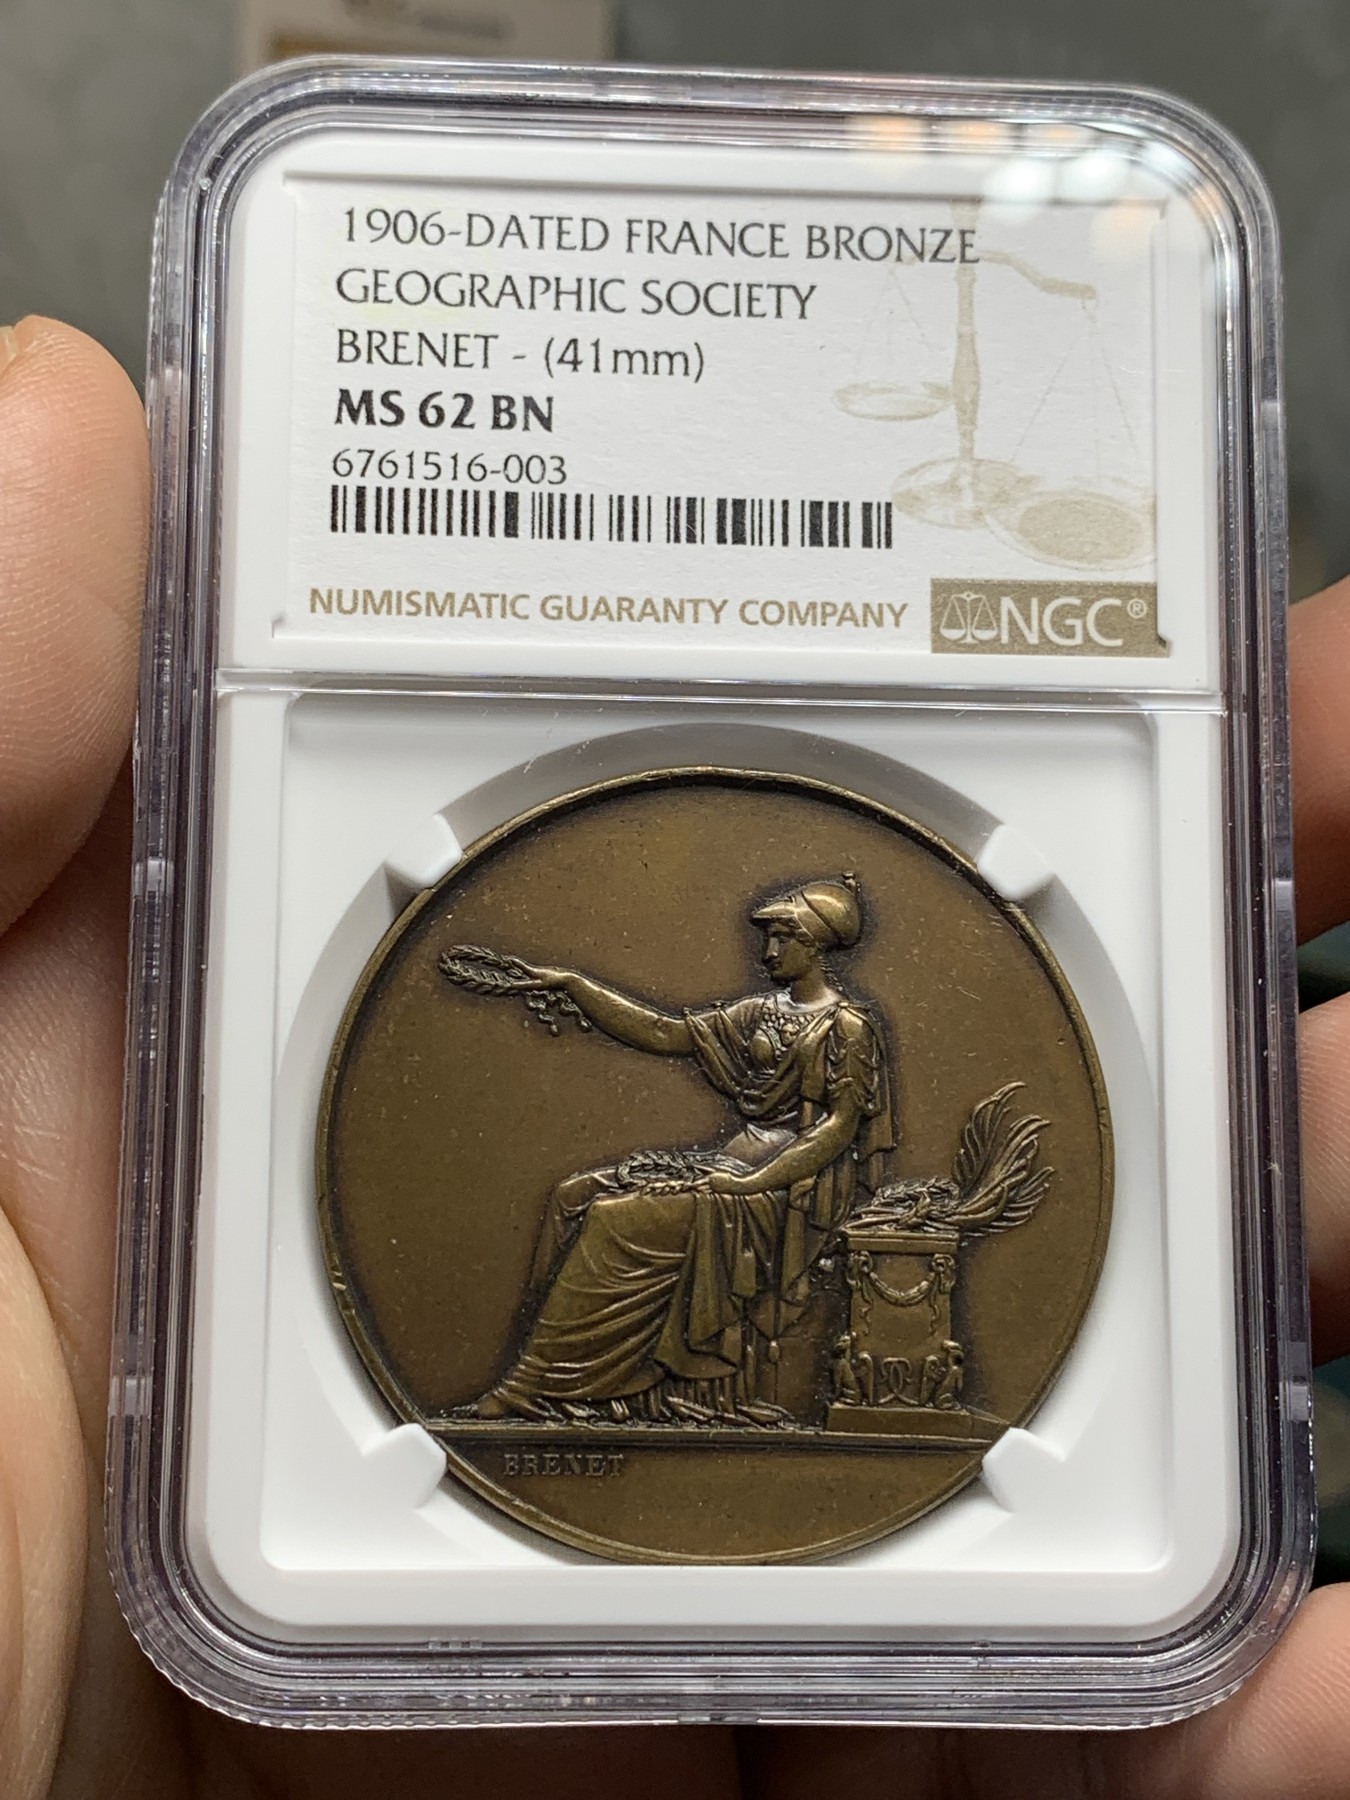 1906-DATED FRANCE BRONZE
GEOGRAPHIC SOCIETY
BRENET - (41mm)
MS 62 BN
6761516-003
NUMISMATIC GUARANTY COMPANY
NGC®
BRENET